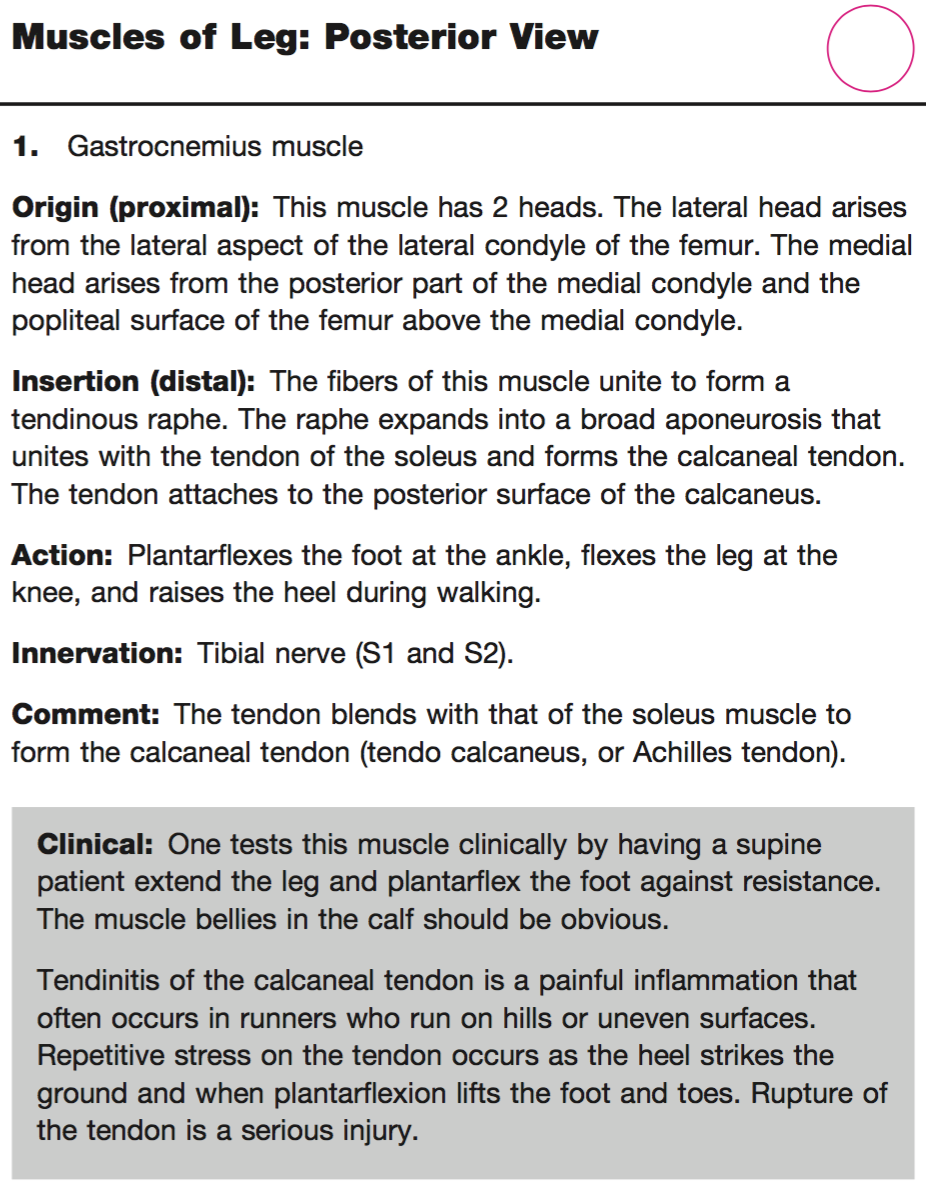 Muscles of Leg: Posterior View
1. Gastrocnemius muscle
Origin (proximal): This muscle has 2 heads. The lateral head arises
from the lateral aspect of the lateral condyle of the femur. The medial
head arises from the posterior part of the medial condyle and the
popliteal surface of the femur above the medial condyle.
Insertion (distal): The fibers of this muscle unite to form a
tendinous raphe. The raphe expands into a broad aponeurosis that
unites with the tendon of the soleus and forms the calcaneal tendon.
The tendon attaches to the posterior surface of the calcaneus.
Action: Plantarflexes the foot at the ankle, flexes the leg at the
knee, and raises the heel during walking.
Innervation: Tibial nerve (S1 and S2).
Comment: The tendon blends with that of the soleus muscle to
form the calcaneal tendon (tendo calcaneus, or Achilles tendon).
Clinical: One tests this muscle clinically by having a supine
patient extend the leg and plantarflex the foot against resistance.
The muscle bellies in the calf should be obvious.
Tendinitis of the calcaneal tendon is a painful inflammation that
often occurs in runners who run on hills or uneven surfaces.
Repetitive stress on the tendon occurs as the heel strikes the
ground and when plantarflexion lifts the foot and toes. Rupture of
the tendon is a serious injury.